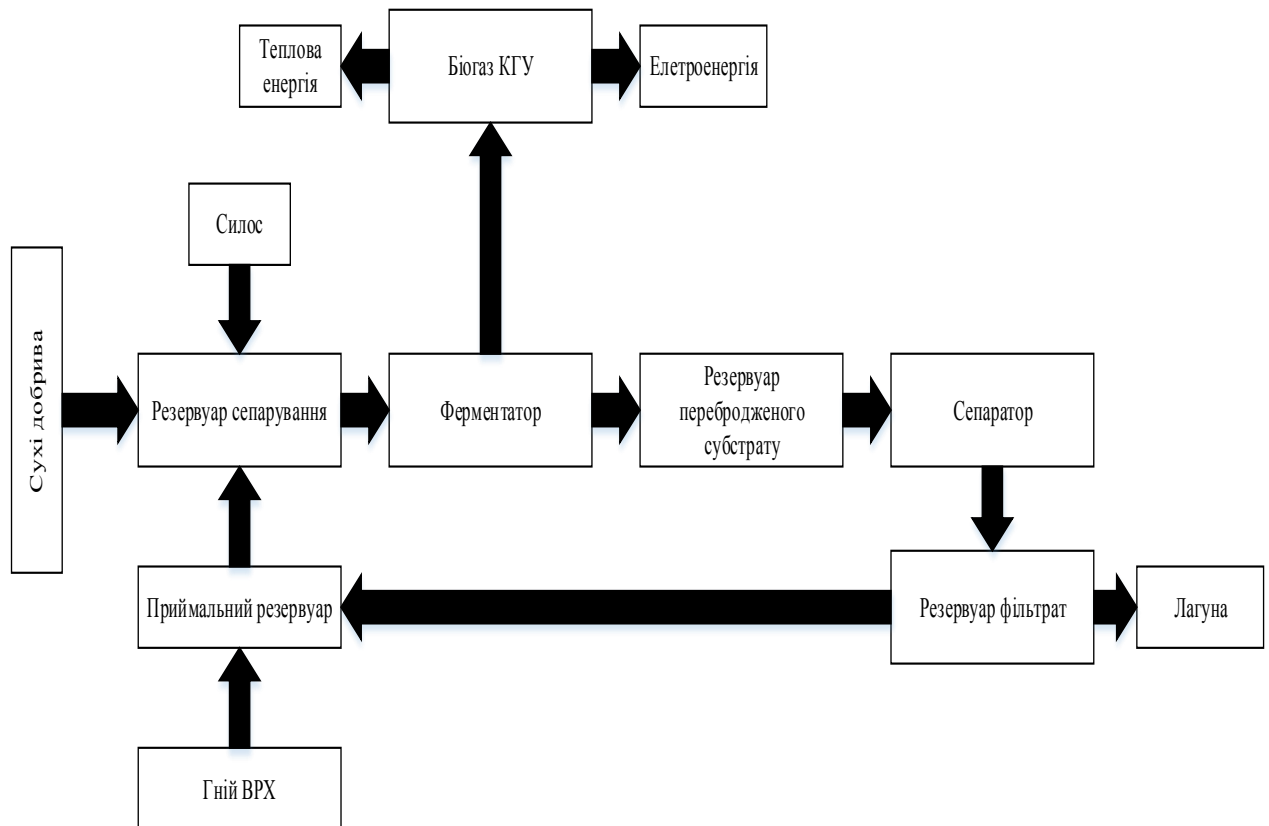 Теплова
енергія
Біогаз КГУ
Елетроенергія
Силос
Сухі добрива
Резервуар сепарування
Ферментатор
Резервуар
перебродженого
субстрату
Сепаратор
Приймальний резервуар
Резервуар фільтрат
Лагуна
Гній ВРХ